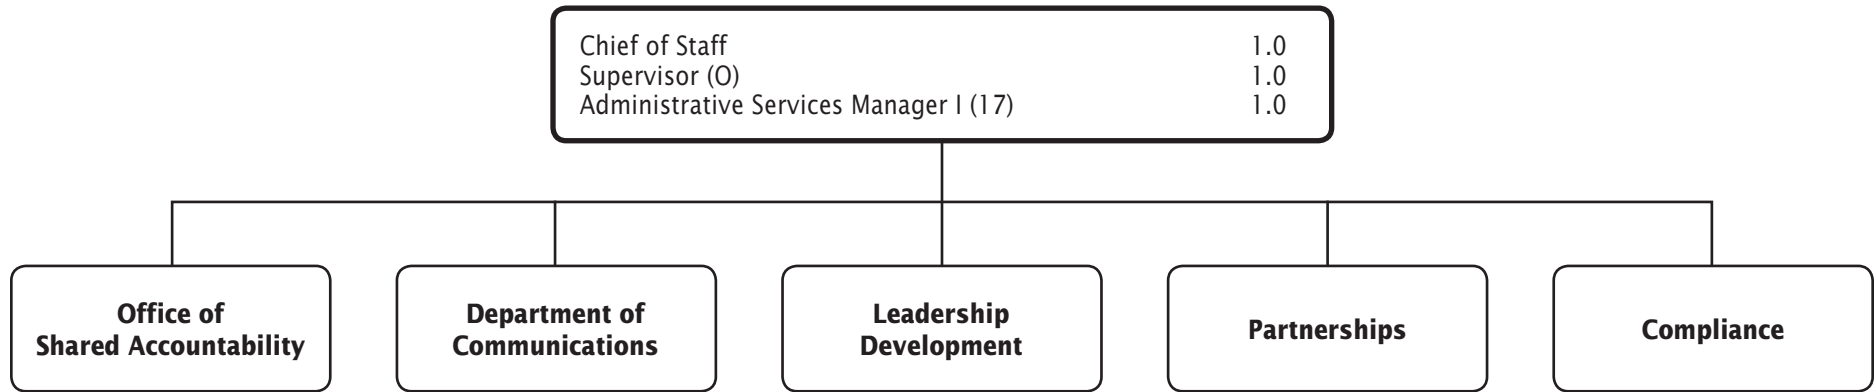 Chief of Staff 1.0
Supervisor (O) 1.0
Administrative Services Manager I (17) 1.0
Office of
Shared Accountability
Department of
Communications
Leadership
Development
Partnerships
Compliance